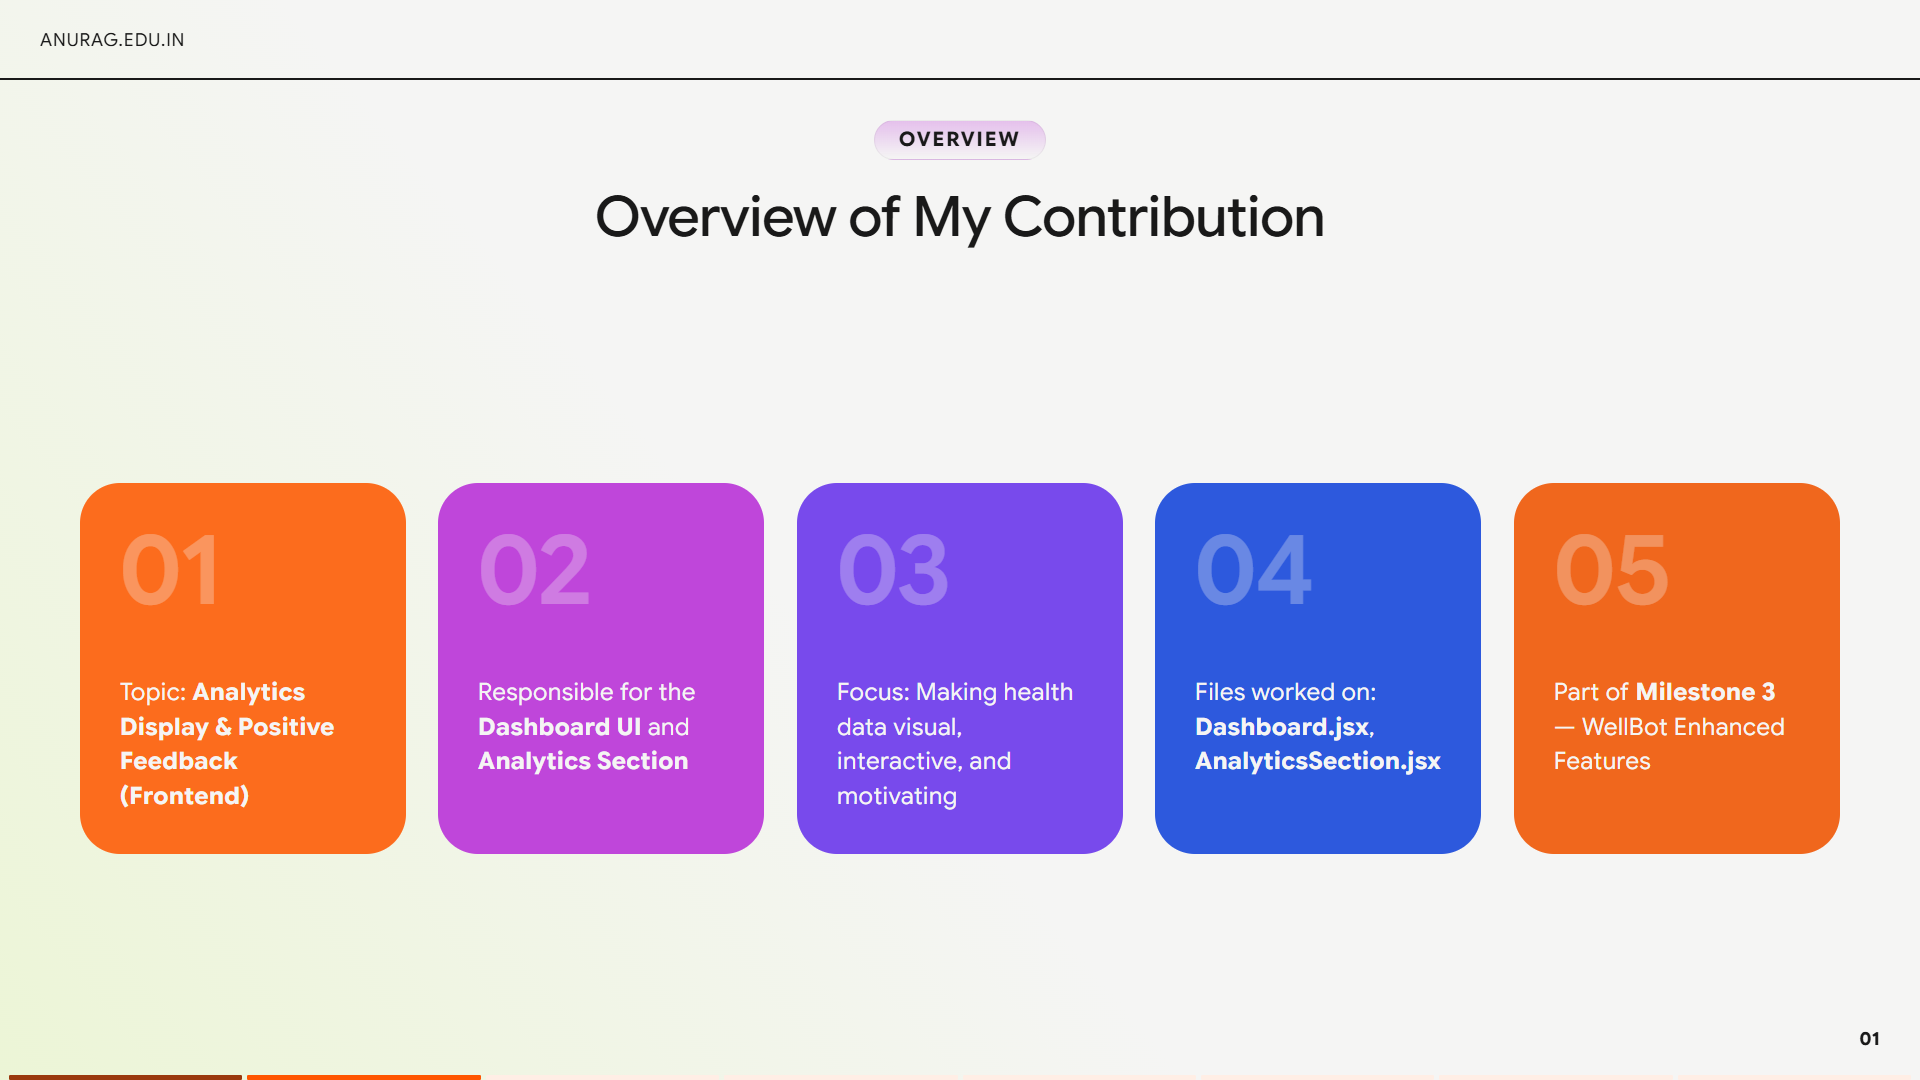 ANURAG.EDU.IN
OVERVIEW
Overview of My Contribution
01
Topic: Analytics
Display & Positive
Feedback
(Frontend)
02
Responsible for the
Dashboard UI and
Analytics Section
03
Focus: Making health
data visual,
interactive, and
motivating
04
Files worked on:
Dashboard.jsx,
AnalyticsSection.jsx
05
Part of Milestone 3
— WellBot Enhanced
Features
01